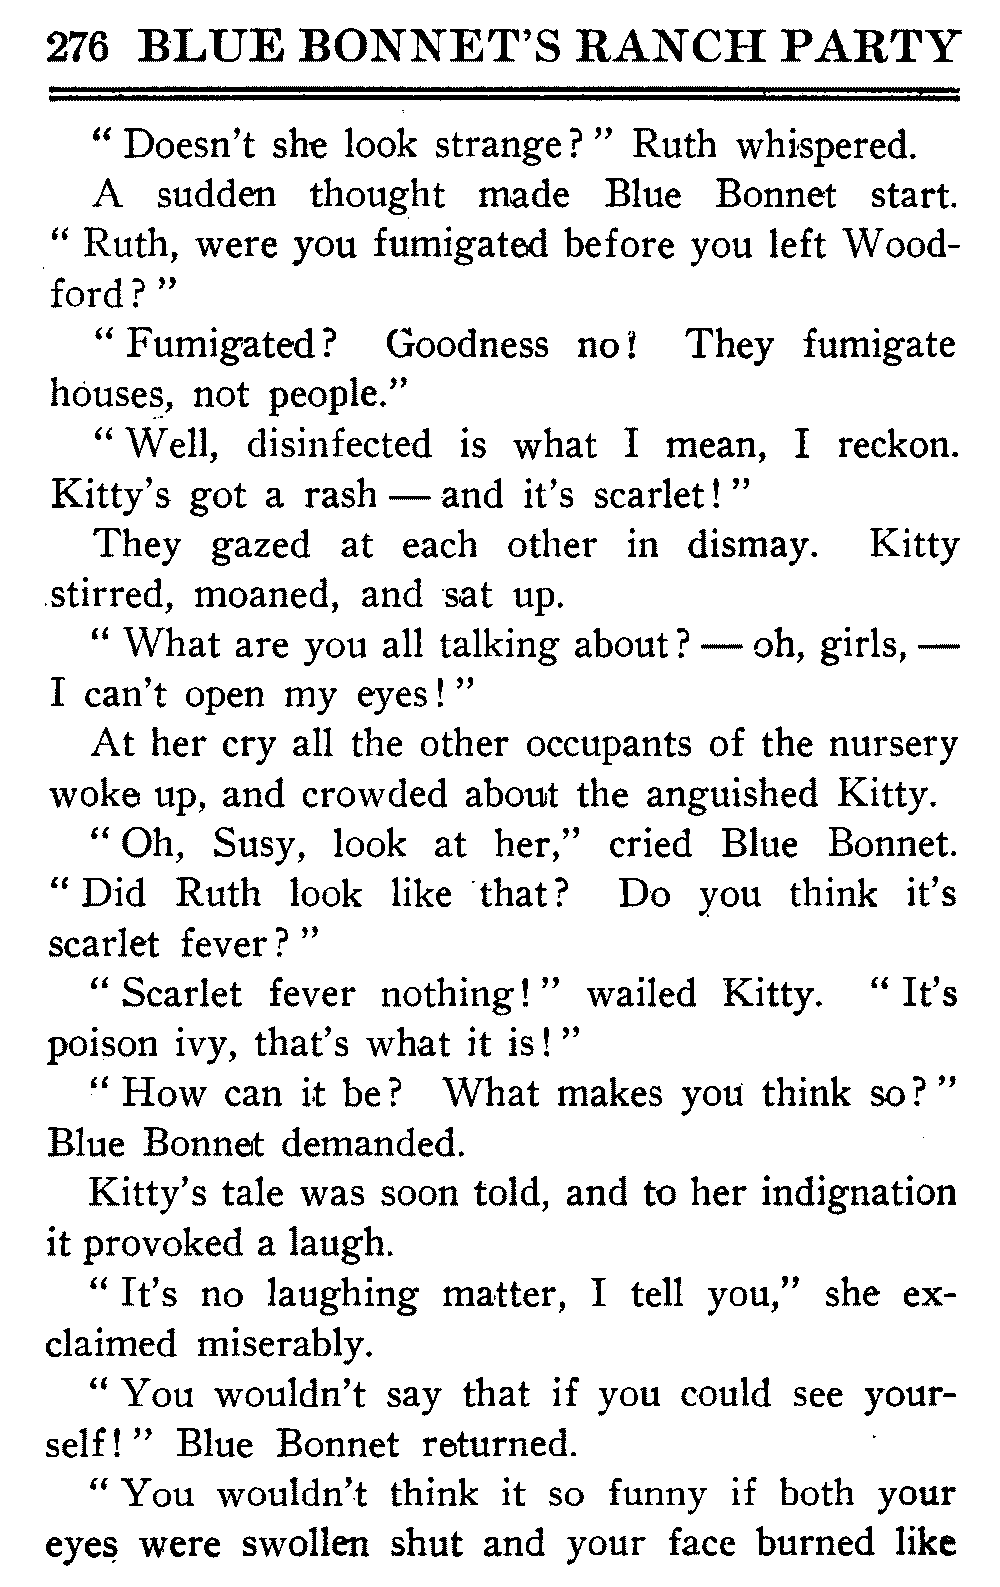 276 BLUE BONNET'S RANCH PARTY
" Doesn't she look strange? " Ruth whispered.
A sudden thought made Blue Bonnet start.
" Ruth, were you fumigated before you left Wood-
ford? "
" Fumigated? Goodness no! They fumigate
houses, not people."
" Well, disinfected is what I mean, I reckon.
Kitty's got a rash — and it's scarlet! "
They gazed at each other in dismay. Kitty
stirred, moaned, and sat up.
" What are you all talking about? — oh, girls, —
I can't open my eyes! "
At her cry all the other occupants of the nursery
woke up, and crowded about the anguished Kitty.
" Oh, Susy, look at her," cried Blue Bonnet.
" Did Ruth look like that? Do you think it's
scarlet fever? "
" Scarlet fever nothing! " wailed Kitty. " It's
poison ivy, that's what it is! "
" How can it be? What makes you think so? "
Blue Bonnet demanded.
Kitty's tale was soon told, and to her indignation
it provoked a laugh.
" It's no laughing matter, I tell you," she ex-
claimed miserably.
" You wouldn't say that if you could see your-
self! " Blue Bonnet returned.
" You wouldn't think it so funny if both your
eyes were swollen shut and your face burned like